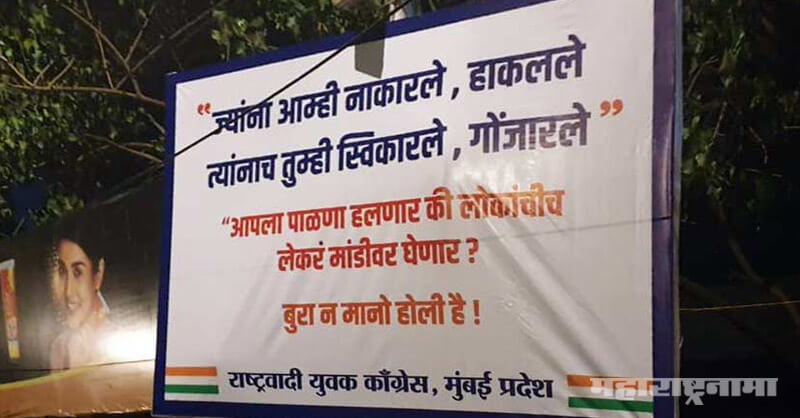 “ज्यांना आम्ही नाकारले , हाकलले
त्यांनाच तुम्ही स्विकारले , गोंजारले ”
“आपला पाळणा हलणार की लोकांचीच
लेकरं मांडीवर घेणार ?
बुरा न मानो होली है !
राष्ट्रवादी युवक काँग्रेस, मुंबई प्रदेश
महाराष्ट्रनामा